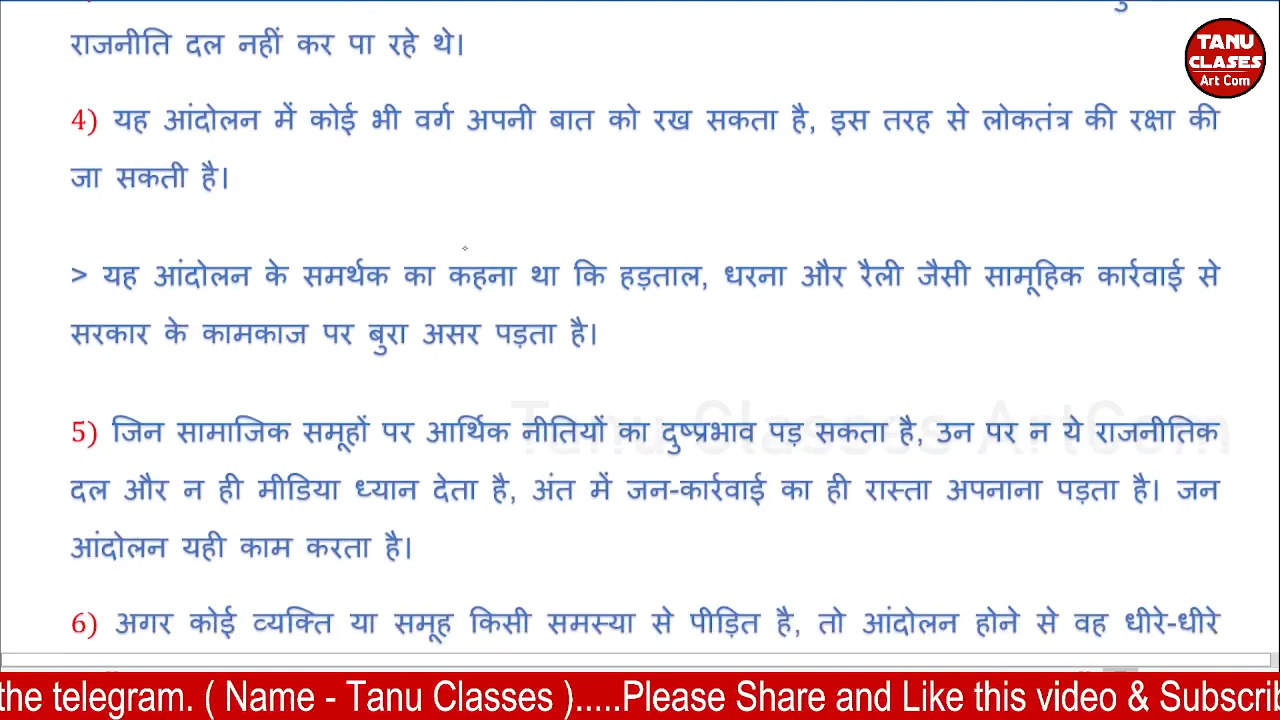 राजनीति दल नहीं कर पा रहे थे।
TANU
CLASES
Art Com
4) यह आंदोलन में कोई भी वर्ग अपनी बात को रख सकता है, इस तरह से लोकतंत्र की रक्षा की
जा सकती है।
> यह आंदोलन के समर्थक का कहना था कि हड़ताल, धरना और रैली जैसी सामूहिक कार्रवाई से
सरकार के कामकाज पर बुरा असर पड़ता है।
Tanu Classes ArtCom
5) जिन सामाजिक समूहों पर आर्थिक नीतियों का दुष्प्रभाव पड़ सकता है, उन पर न ये राजनीतिक
दल और न ही मीडिया ध्यान देता है, अंत में जन-कार्रवाई का ही रास्ता अपनाना पड़ता है। जन
आंदोलन यही काम करता है।
6) अगर कोई व्यक्ति या समूह किसी समस्या से पीड़ित है, तो आंदोलन होने से वह धीरे-धीरे
the telegram. ( Name - Tanu Classes ).....Please Share and Like this video & Subscrib